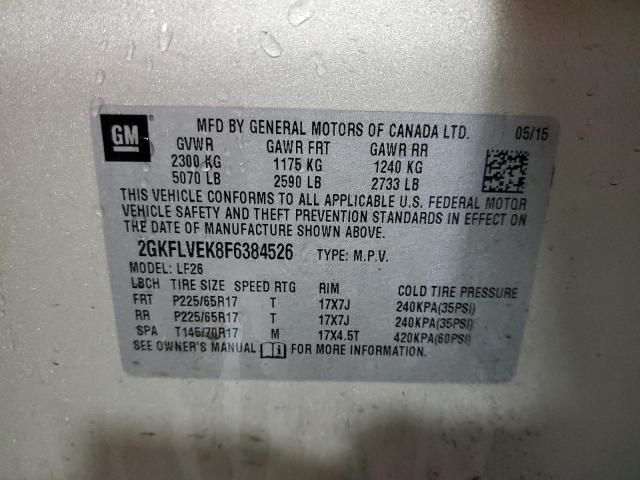 GM
MFD BY GENERAL MOTORS OF CANADA LTD. 05/15
GVWR GAWR FRT GAWR RR
2300 KG 1175 KG 1240 KG
5070 LB 2590 LB 2733 LB
THIS VEHICLE CONFORMS TO ALL APPLICABLE U.S. FEDERAL MOTOR
VEHICLE SAFETY AND THEFT PREVENTION STANDARDS IN EFFECT ON
THE DATE OF MANUFACTURE SHOWN ABOVE.
2GKFLVEK8F6384526 TYPE: M.P.V.
MODEL: LF26
LBCH TIRE SIZE SPEED RTG RIM COLD TIRE PRESSURE
FRT P225/65R17 T 17X7J 240KPA(35PSI)
RR P225/65R17 T 17X7J 240KPA(35PSI)
SPA T145/70R17 M 17X4.5T 420KPA(60PSI)
SEE OWNER'S MANUAL i FOR MORE INFORMATION.